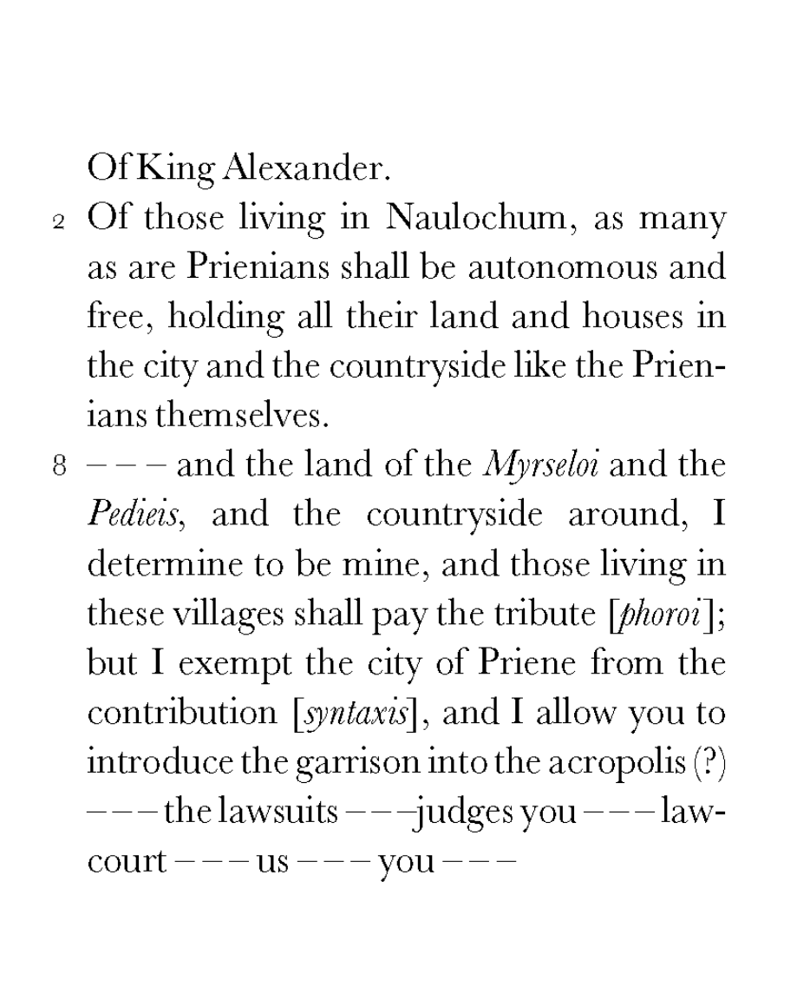 Of King Alexander.
2 Of those living in Naulochum, as many
as are Prienians shall be autonomous and
free, holding all their land and houses in
the city and the countryside like the Prien-
ians themselves.
8 – – – and the land of the Myrseloi and the
Pedieis, and the countryside around, I
determine to be mine, and those living in
these villages shall pay the tribute [phoroi];
but I exempt the city of Priene from the
contribution [syntaxis], and I allow you to
introduce the garrison into the acropolis (?)
– – – the lawsuits – – –judges you – – – law-
court – – – us – – – you – – –